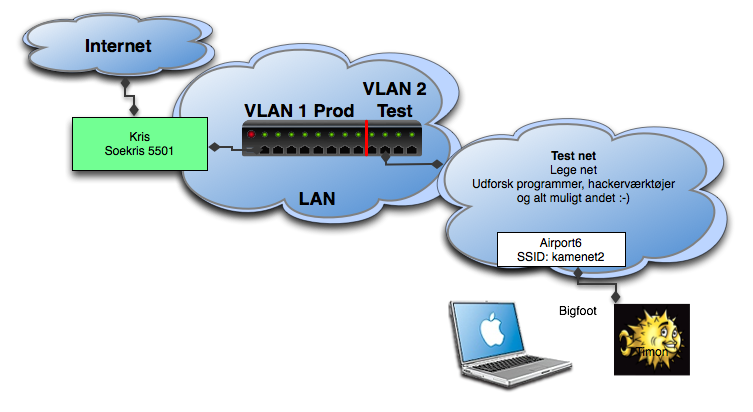 Internet
VLAN 2
Test
VLAN 1 Prod
Kris
Soekris 5501
LAN
Test net
Lege net
Udforsk programmer, hackerværktøjer
og alt muligt andet :-)
Airport6
SSID: kamenet2
Bigfoot
Timon